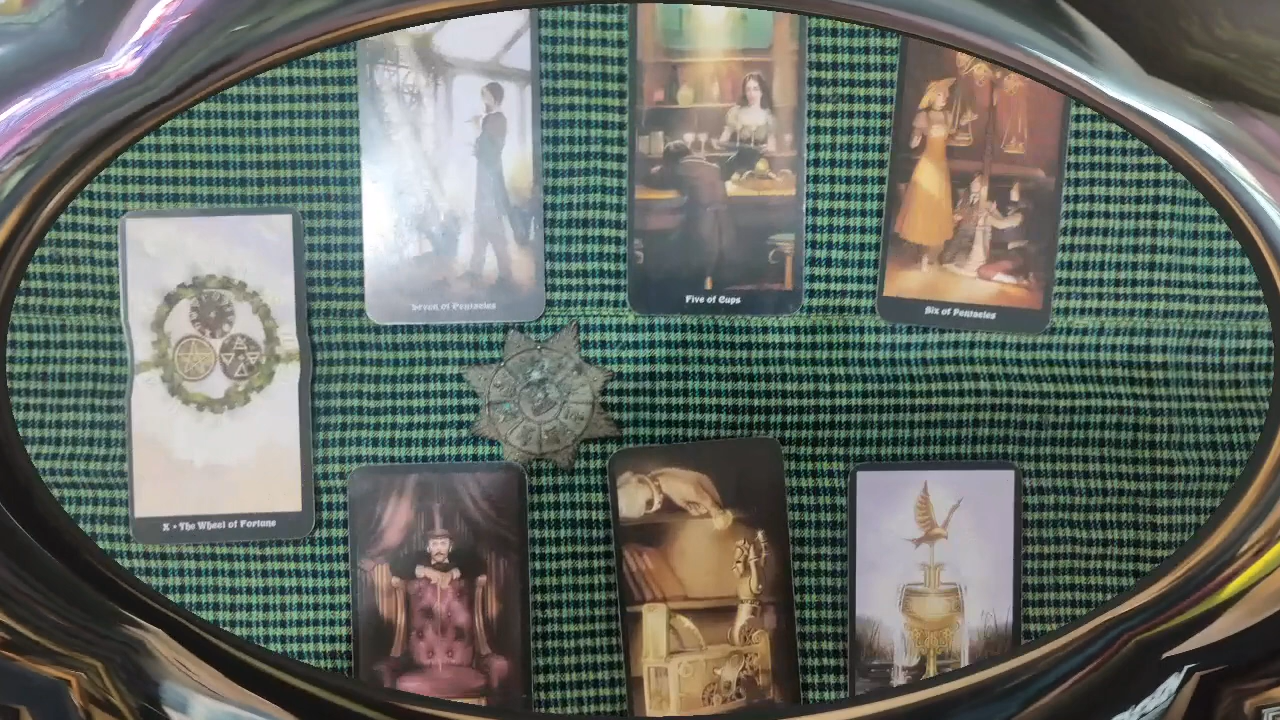 Seven of Pentacles
Five of Cups
Six of Pentacles
X • The Wheel of Fortune